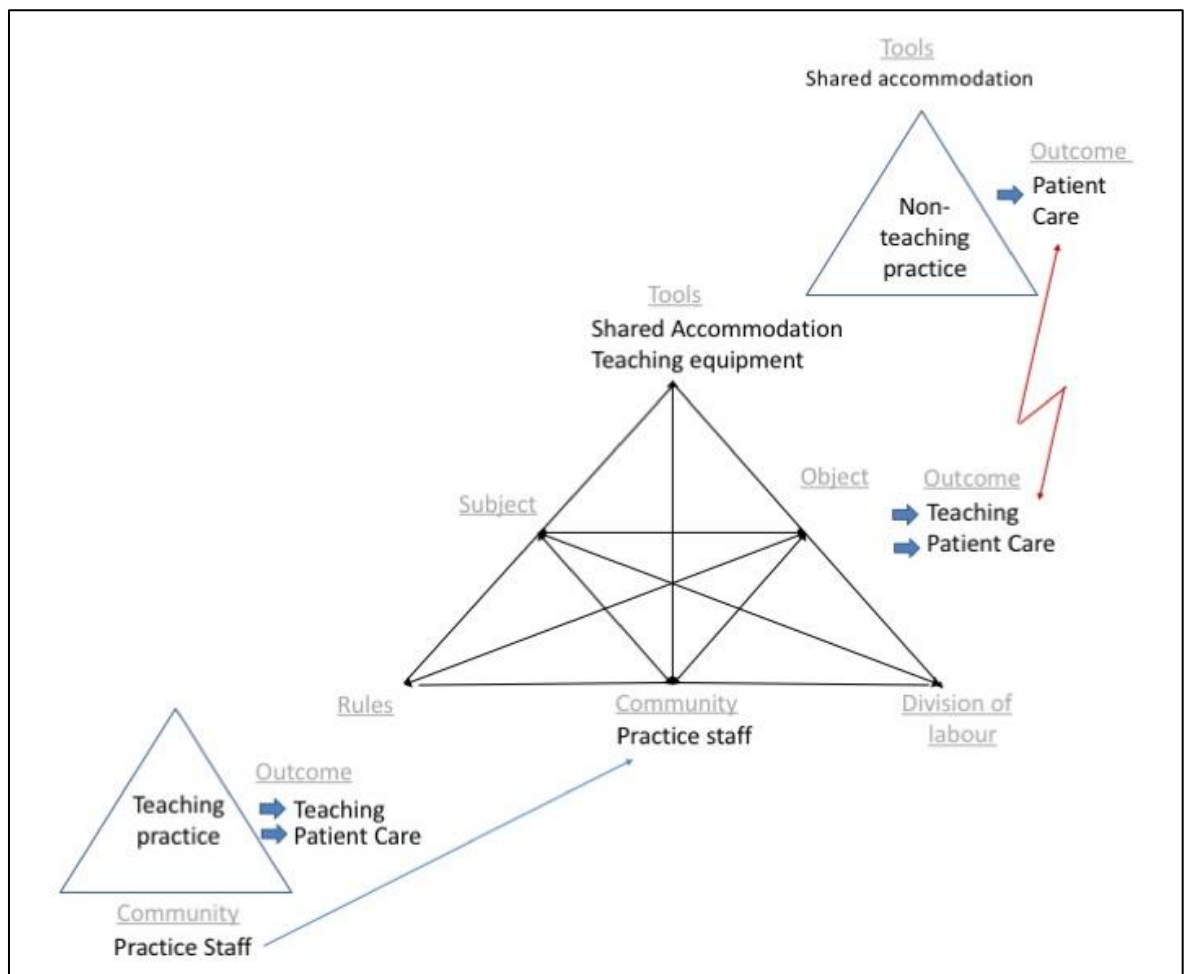 Tools
Shared accommodation
Outcome
Patient
Care
Non-
teaching
practice
Tools
Shared Accommodation
Teaching equipment
Subject
Object
Outcome
Teaching
Patient Care
Rules
Community
Practice staff
Division of
labour
Teaching
practice
Outcome
Teaching
Patient Care
Community
Practice Staff